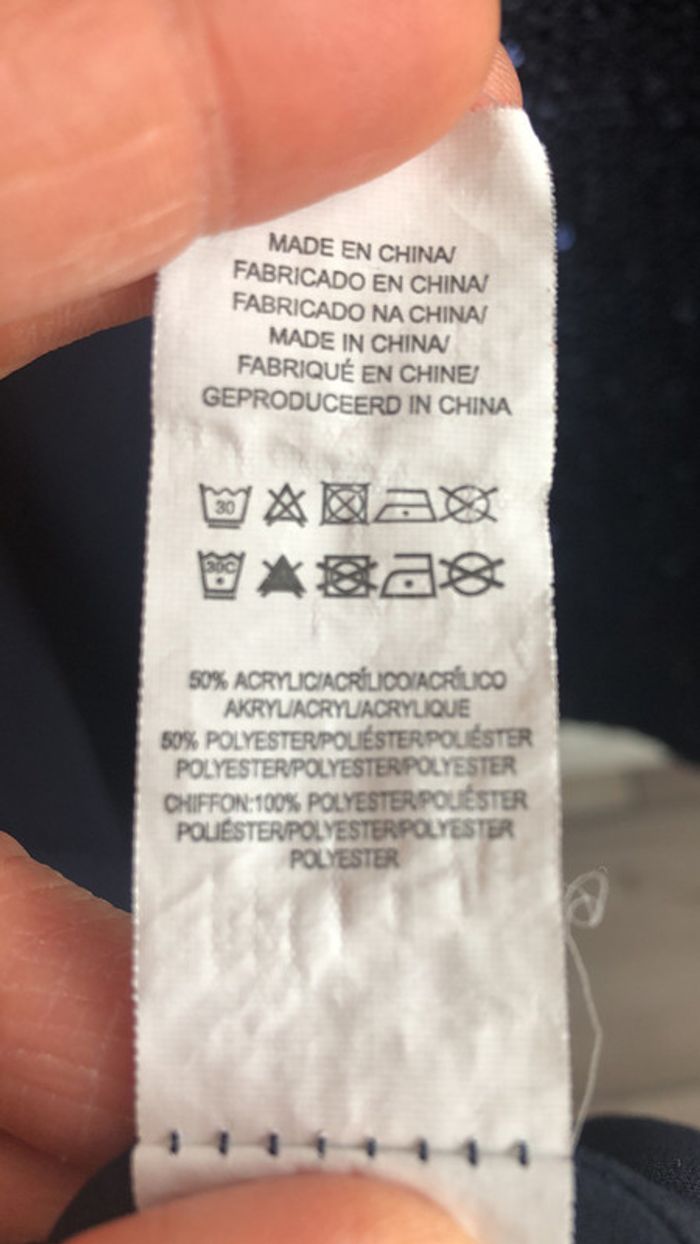 MADE EN CHINA/
FABRICADO EN CHINA/
FABRICADO NA CHINA/
MADE IN CHINA/
FABRIQUÉ EN CHINE/
GEPRODUCEERD IN CHINA
30
30C
50% ACRYLIC/ACRÍLICO/ACRÍLICO
AKRYL/ACRYL/ACRYLIQUE
50% POLYESTER/POLIÉSTER/POLIÉSTER
POLYESTER/POLYESTER/POLYESTER
CHIFFON:100% POLYESTER/POLIÉSTER
POLIÉSTER/POLYESTER/POLYESTER
POLYESTER